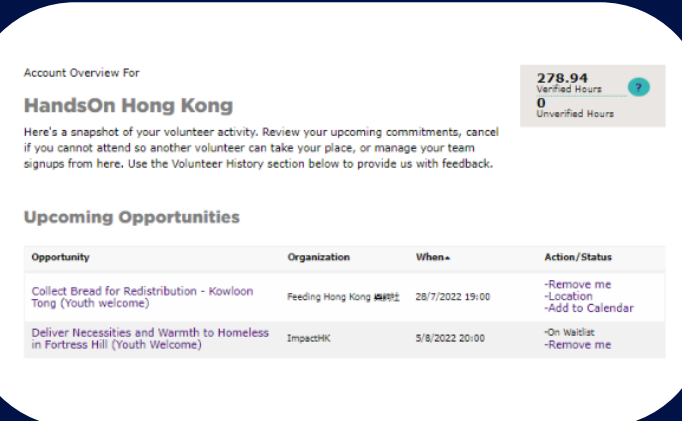 Account Overview For
HandsOn Hong Kong
Here's a snapshot of your volunteer activity. Review your upcoming commitments, cancel
if you cannot attend so another volunteer can take your place, or manage your team
signups from here. Use the Volunteer History section below to provide us with feedback.
278.94
Verified Hours
?
0
Unverified Hours
Upcoming Opportunities
Opportunity Organization When▲ Action/Status
Collect Bread for Redistribution - Kowloon
Tong (Youth welcome)
Feeding Hong Kong
28/7/2022 19:00
-Remove me
-Location
-Add to Calendar
Deliver Necessities and Warmth to Homeless
in Fortress Hill (Youth Welcome)
ImpactHK
5/8/2022 20:00
-On Waitlist
-Remove me